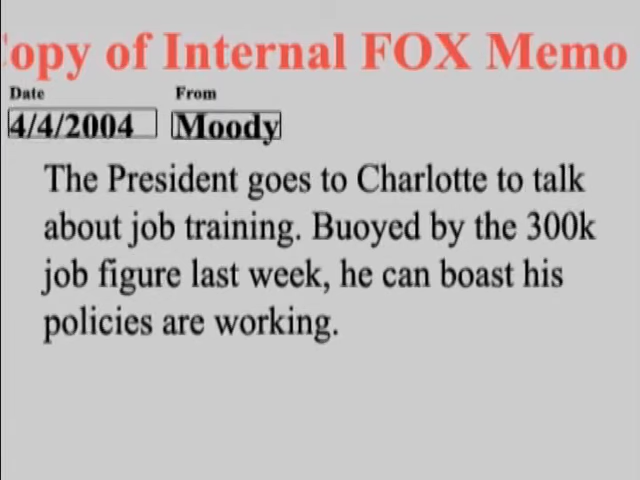 opy of Internal FOX Memo
Date From
4/4/2004 Moody
The President goes to Charlotte to talk
about job training. Buoyed by the 300k
job figure last week, he can boast his
policies are working.